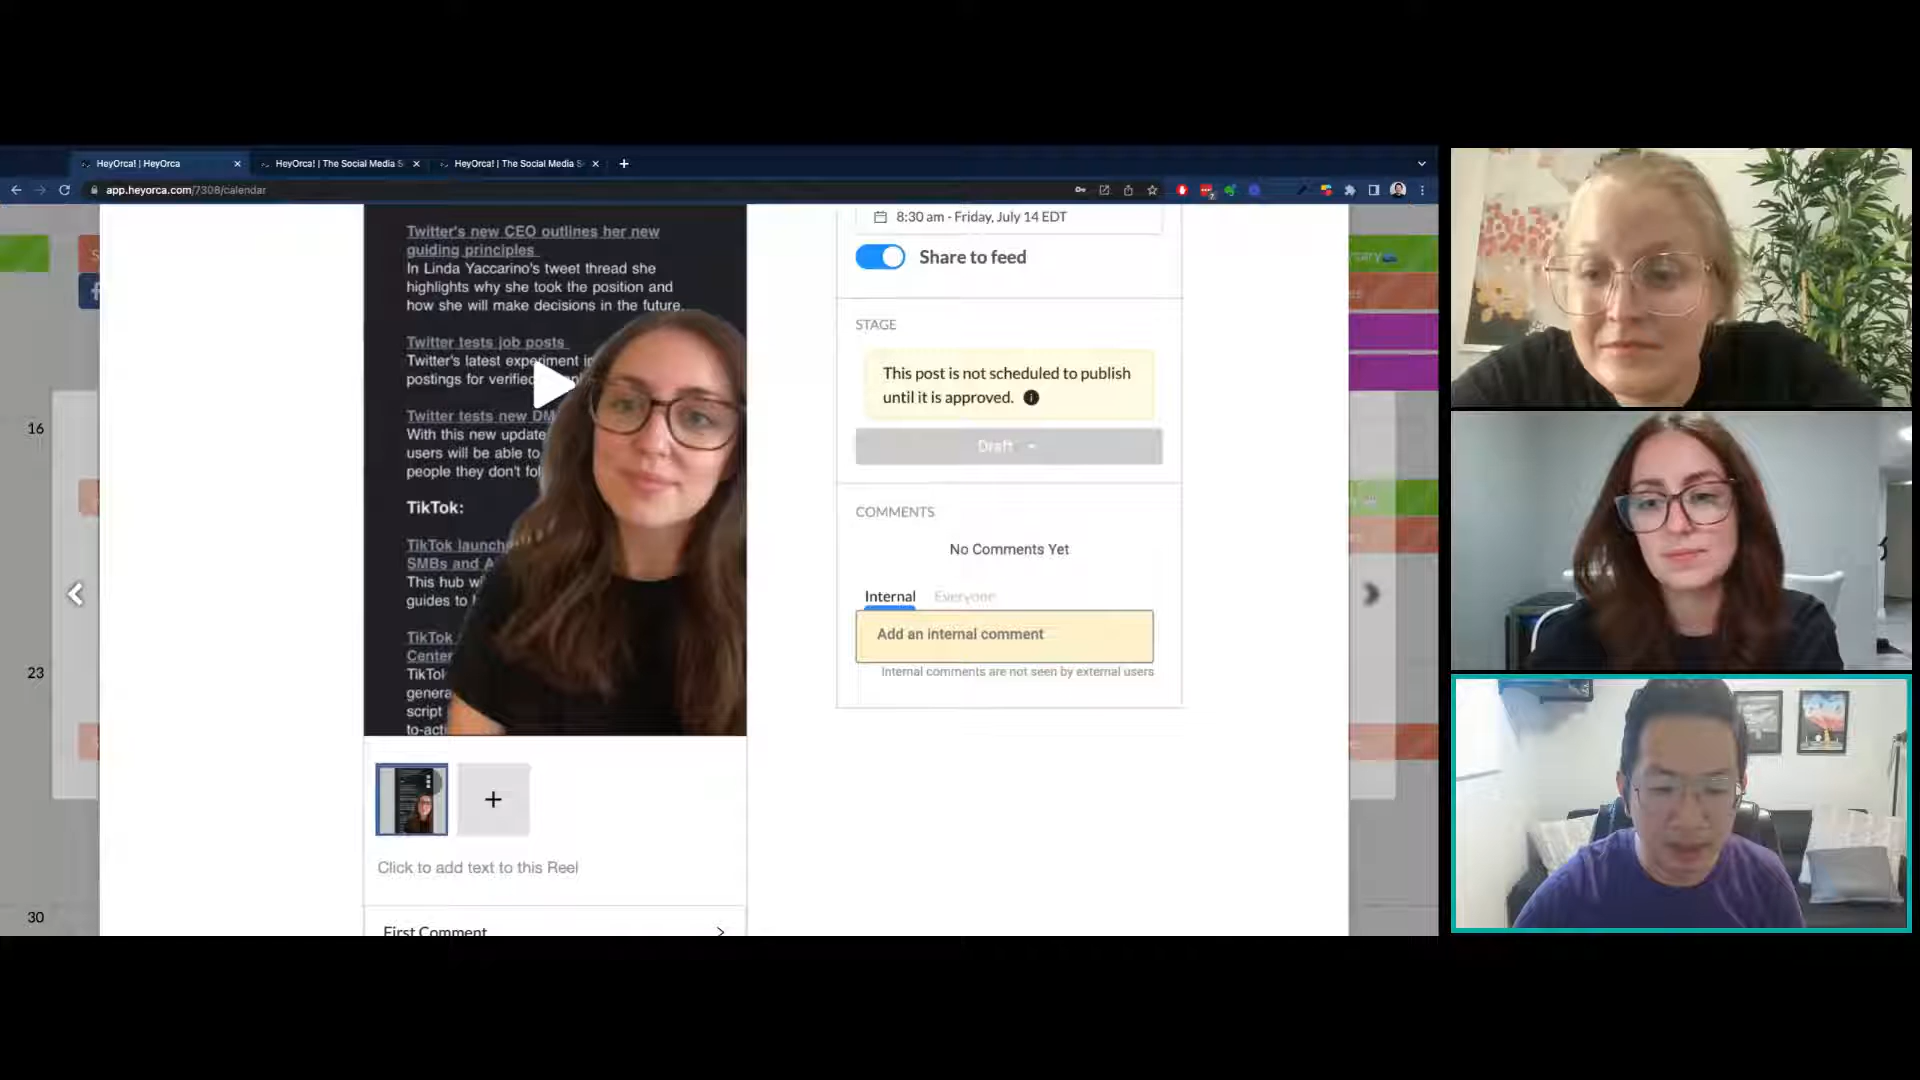 HeyOrca! | HeyOrca
HeyOrca! | The Social Media S
HeyOrca! | The Social Media S
app.heyorca.com/7308/calendar
Twitter's new CEO outlines her new
guiding principles
In Linda Yaccarino's tweet thread she
highlights why she took the position and
how she will make decisions in the future.
Twitter tests job posts
Twitter's latest experiment
postings for verified
Twitter tests new DM
With this new update
users will be able to
people they don't fol
TikTok:
TikTok launche
SMBs and A
This hub w
guides to
TikTok
Center
TikTok
genera
script
to-acti
Click to add text to this Reel
First Comment
8:30 am - Friday, July 14 EDT
Share to feed
STAGE
This post is not scheduled to publish
until it is approved.
Draft
COMMENTS
No Comments Yet
Internal Everyone
Add an internal comment
Internal comments are not seen by external users
16
23
30